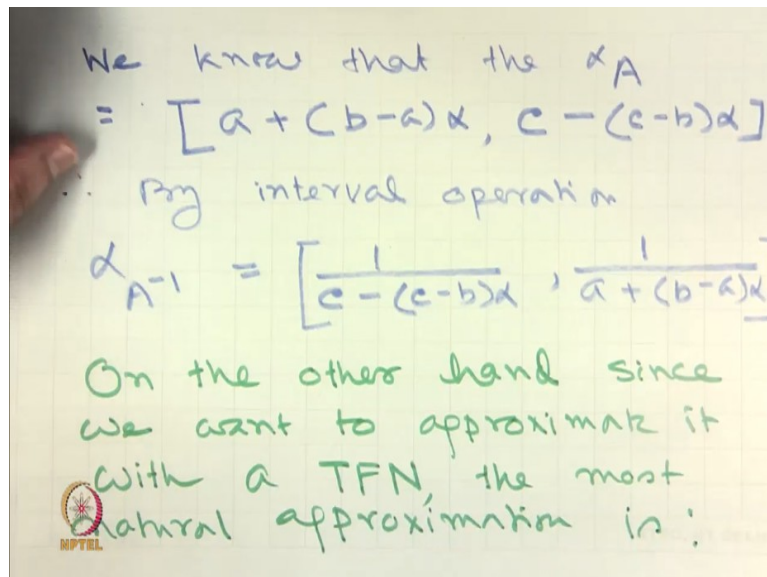 We know that the αA
= [a + (b-a)α, c - (c-b)α]
∴ By interval operation
αA-1 = [1/(c - (c-b)α), 1/(a + (b-a)α]
On the other hand since
we want to approximate it
with a TFN, the most
natural approximation is:
NPTEL